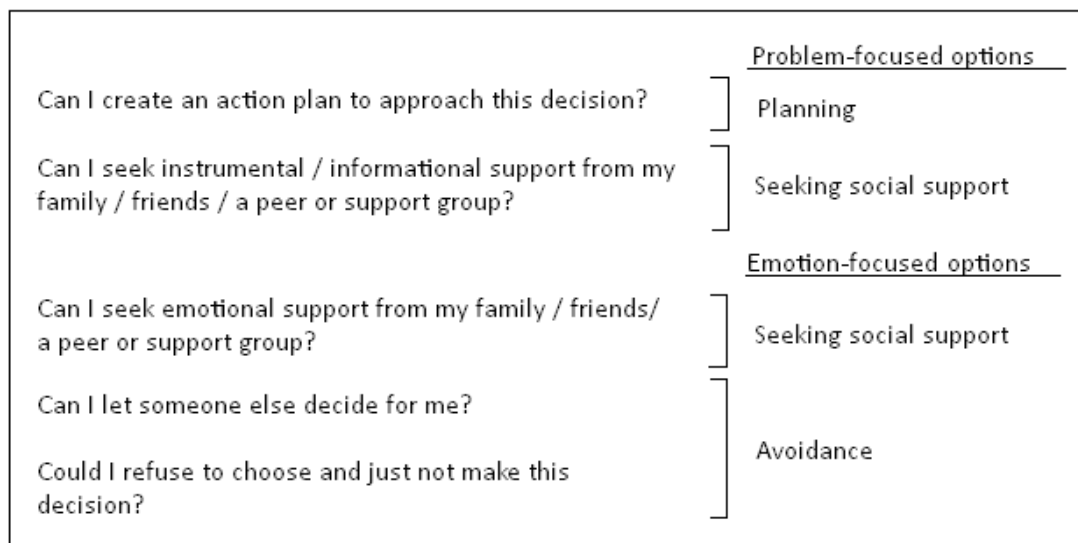 Problem-focused options
Can I create an action plan to approach this decision?
Planning
Can I seek instrumental / informational support from my
family / friends / a peer or support group?
Seeking social support
Emotion-focused options
Can I seek emotional support from my family / friends/
a peer or support group?
Seeking social support
Can I let someone else decide for me?
Could I refuse to choose and just not make this
decision?
Avoidance